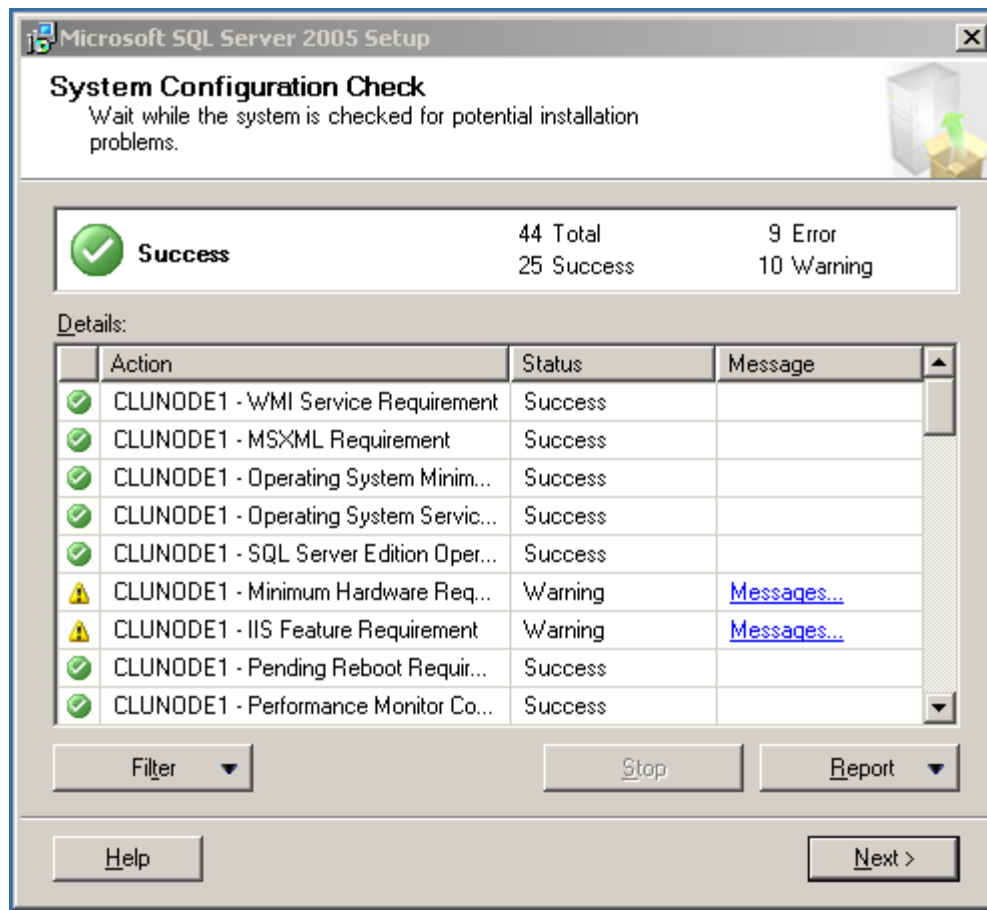 Microsoft SQL Server 2005 Setup
System Configuration Check
Wait while the system is checked for potential installation
problems.
Success
44 Total 9 Error
25 Success 10 Warning
Details:
Action Status Message
CLUNODE1 - WMI Service Requirement Success
CLUNODE1 - MSXML Requirement Success
CLUNODE1 - Operating System Minim... Success
CLUNODE1 - Operating System Servic... Success
CLUNODE1 - SQL Server Edition Oper... Success
CLUNODE1 - Minimum Hardware Req... Warning Messages...
CLUNODE1 - IIS Feature Requirement Warning Messages...
CLUNODE1 - Pending Reboot Requir... Success
CLUNODE1 - Performance Monitor Co... Success
Filter Stop Report
Help Next >